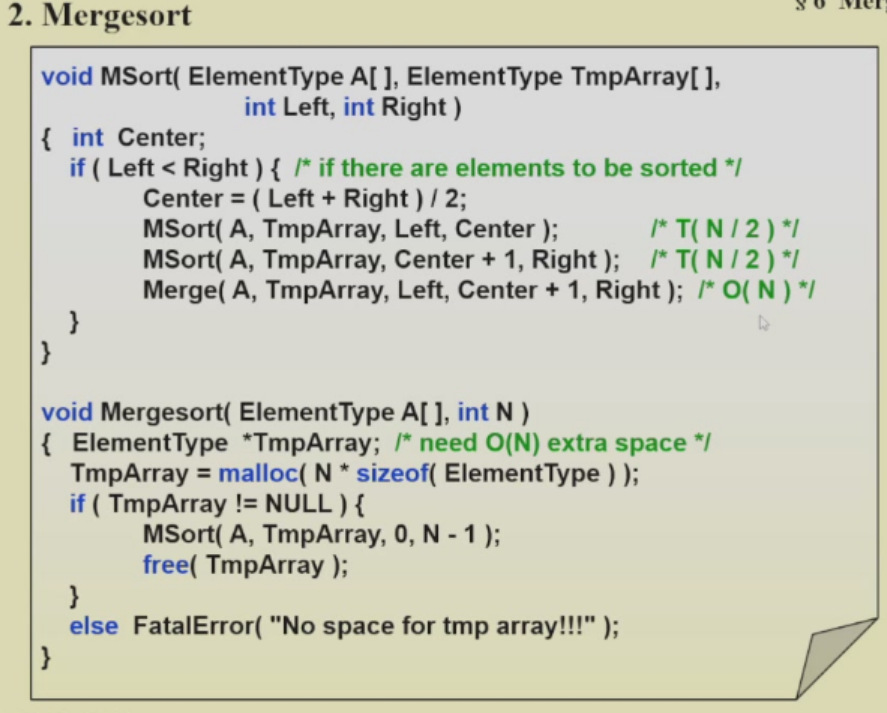 2. Mergesort
§ 6
void MSort( ElementType A[ ], ElementType TmpArray[ ],
int Left, int Right )
{ int Center;
if ( Left < Right ) { /* if there are elements to be sorted */
Center = ( Left + Right ) / 2;
MSort( A, TmpArray, Left, Center ); /* T( N / 2 ) */
MSort( A, TmpArray, Center + 1, Right ); /* T( N / 2 ) */
Merge( A, TmpArray, Left, Center + 1, Right ); /* O( N ) */
}
}
void Mergesort( ElementType A[ ], int N )
{ ElementType *TmpArray; /* need O(N) extra space */
TmpArray = malloc( N * sizeof( ElementType ) );
if ( TmpArray != NULL ) {
MSort( A, TmpArray, 0, N - 1 );
free( TmpArray );
}
else FatalError( "No space for tmp array!!!" );
}